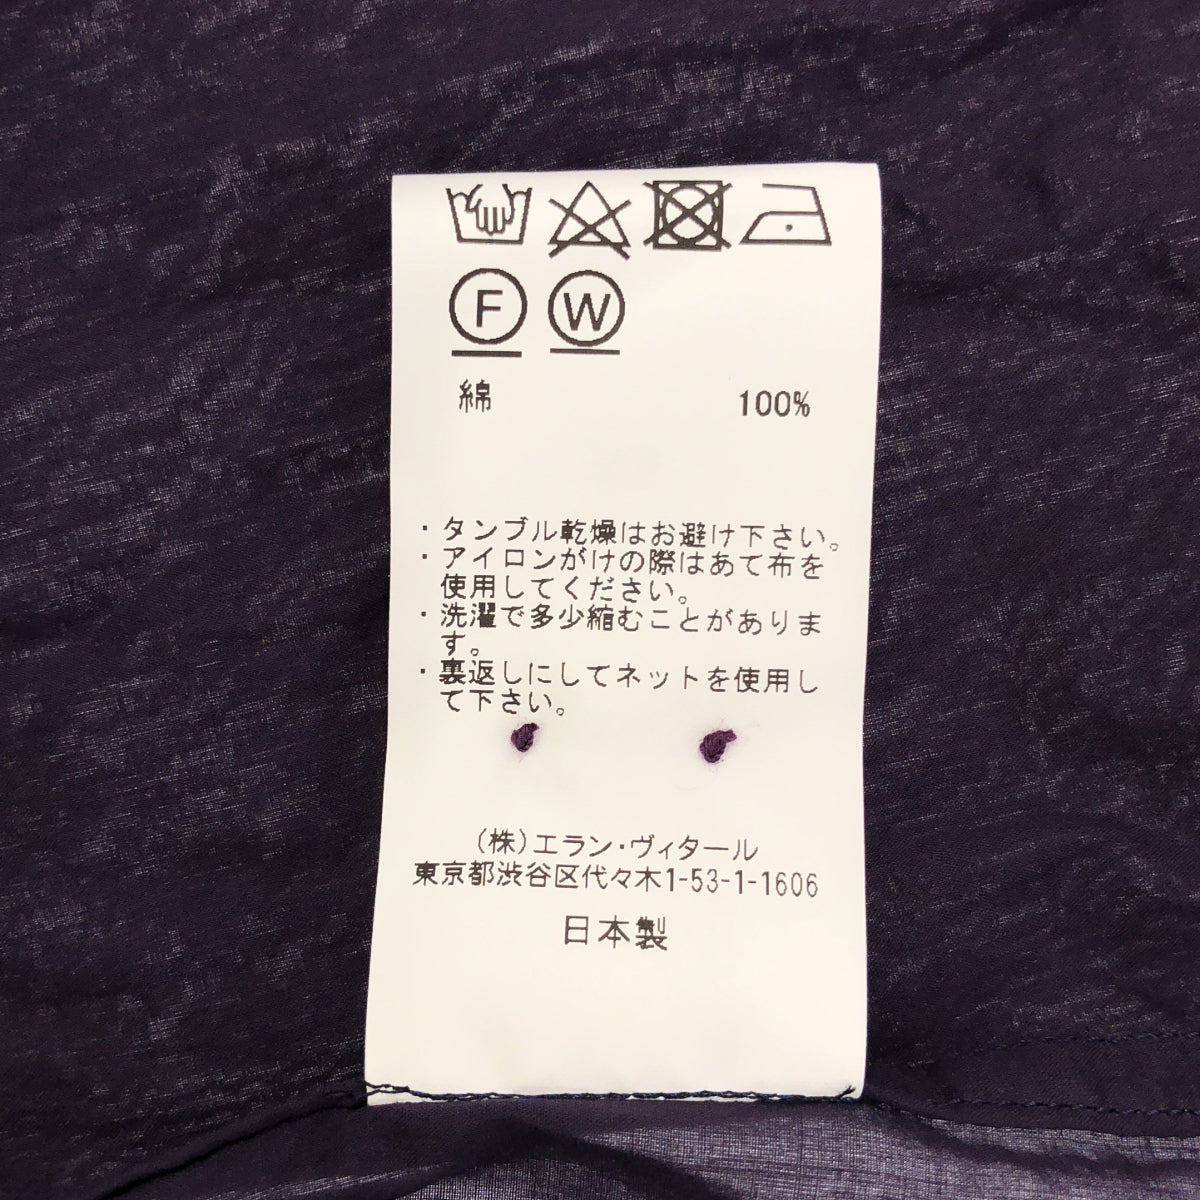 F W
綿 100%
・タンブル乾燥はお避け下さい。
・アイロンがけの際はあて布を
使用してください。
・洗濯で多少縮むことがありま
す。
・裏返しにしてネットを使用し
て下さい。
(株)エラン・ヴィタール
東京都渋谷区代々木1-53-1-1606
日本製